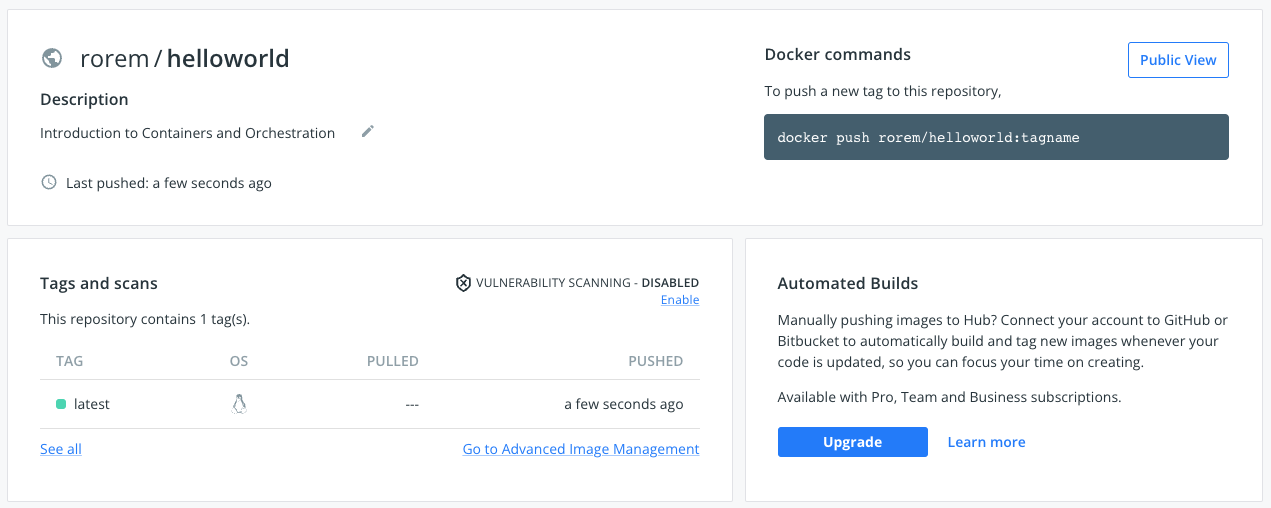 rorem / helloworld
Description
Introduction to Containers and Orchestration
Last pushed: a few seconds ago
Docker commands
Public View
To push a new tag to this repository,
docker push rorem/helloworld:tagname
Tags and scans
VULNERABILITY SCANNING - DISABLED
Enable
This repository contains 1 tag(s).
TAG OS PULLED PUSHED
latest --- a few seconds ago
See all
Go to Advanced Image Management
Automated Builds
Manually pushing images to Hub? Connect your account to GitHub or
Bitbucket to automatically build and tag new images whenever your
code is updated, so you can focus your time on creating.
Available with Pro, Team and Business subscriptions.
Upgrade
Learn more